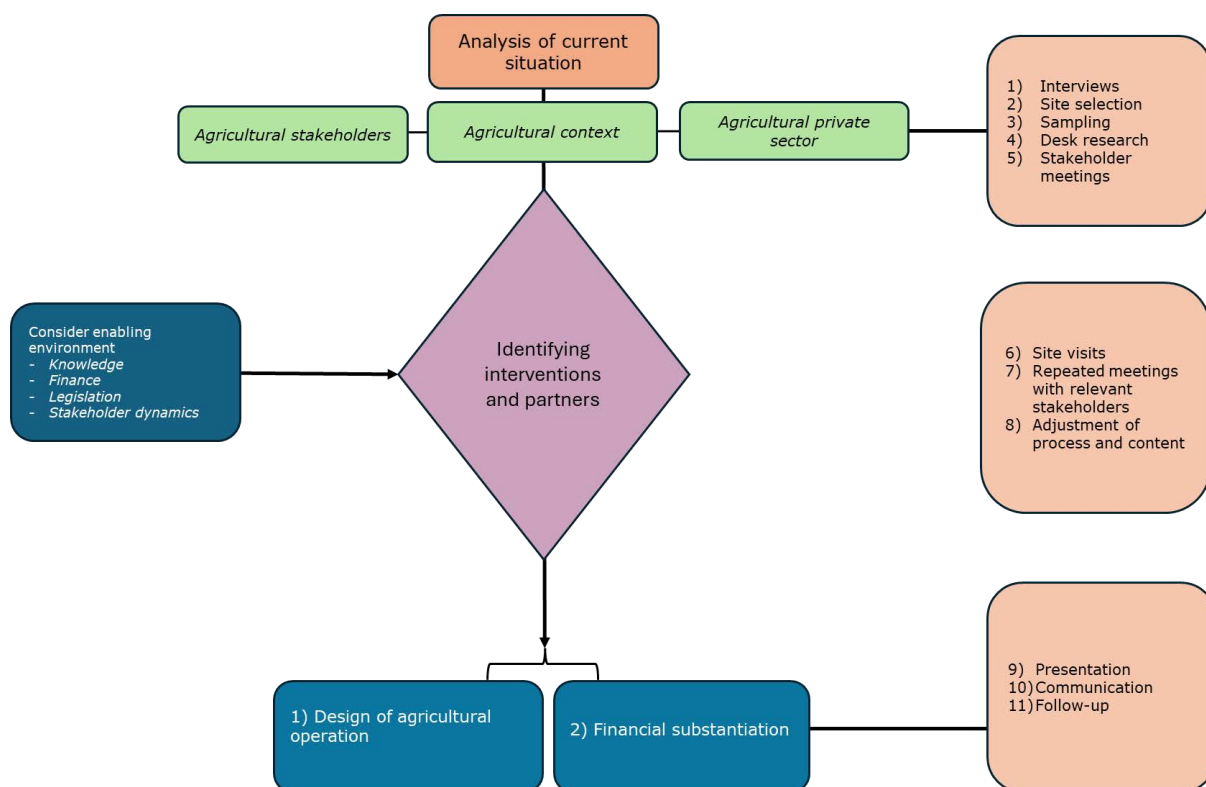 Analysis of current
situation
Agricultural stakeholders
Agricultural context
Agricultural private
sector
1) Interviews
2) Site selection
3) Sampling
4) Desk research
5) Stakeholder
meetings
Consider enabling
environment
- Knowledge
- Finance
- Legislation
- Stakeholder dynamics
Identifying
interventions
and partners
6) Site visits
7) Repeated meetings
with relevant
stakeholders
8) Adjustment of
process and content
1) Design of agricultural
operation
2) Financial substantiation
9) Presentation
10) Communication
11) Follow-up